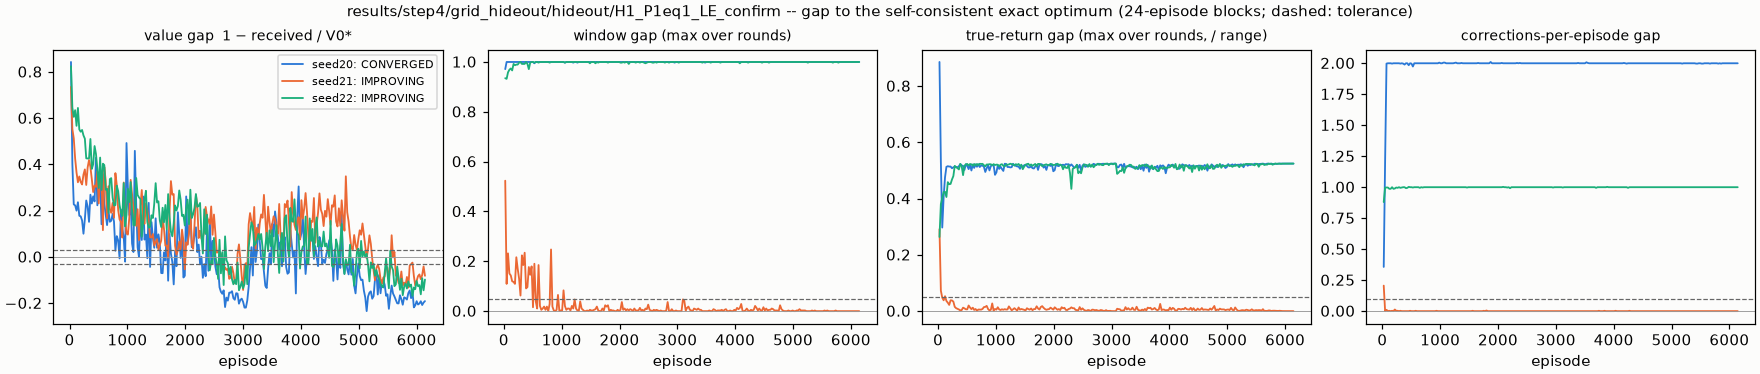 results/step4/grid_hideout/hideout/H1_P1eq1_LE_confirm -- gap to the self-consistent exact optimum (24-episode blocks; dashed: tolerance)
value gap 1 − received / V0*
0.8
0.6
0.4
0.2
0.0
−0.2
0 1000 2000 3000 4000 5000 6000
episode
seed20: CONVERGED
seed21: IMPROVING
seed22: IMPROVING
window gap (max over rounds)
1.0
0.8
0.6
0.4
0.2
0.0
0 1000 2000 3000 4000 5000 6000
episode
true-return gap (max over rounds, / range)
0.8
0.6
0.4
0.2
0.0
0 1000 2000 3000 4000 5000 6000
episode
corrections-per-episode gap
2.00
1.75
1.50
1.25
1.00
0.75
0.50
0.25
0.00
0 1000 2000 3000 4000 5000 6000
episode